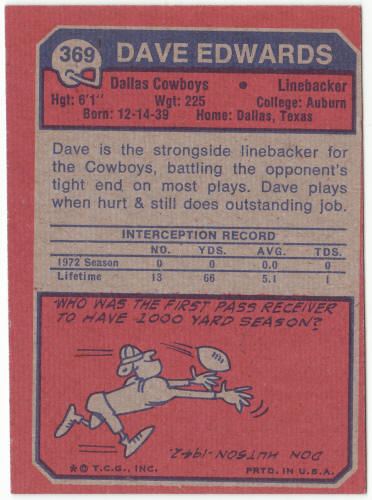 369 DAVE EDWARDS
Dallas Cowboys • Linebacker
Hgt: 6'1" Wgt: 225 College: Auburn
Born: 12-14-39 Home: Dallas, Texas
Dave is the strongside linebacker for
the Cowboys, battling the opponent's
tight end on most plays. Dave plays
when hurt & still does outstanding job.
INTERCEPTION RECORD
NO. YDS. AVG. TDS.
1972 Season 0 0 0.0 0
Lifetime 13 66 5.1 1
WHO WAS THE FIRST PASS RECEIVER
TO HAVE 1000 YARD SEASON?
DON HUTSON-1942
*© T.C.G., INC. PRTD. IN U.S.A.